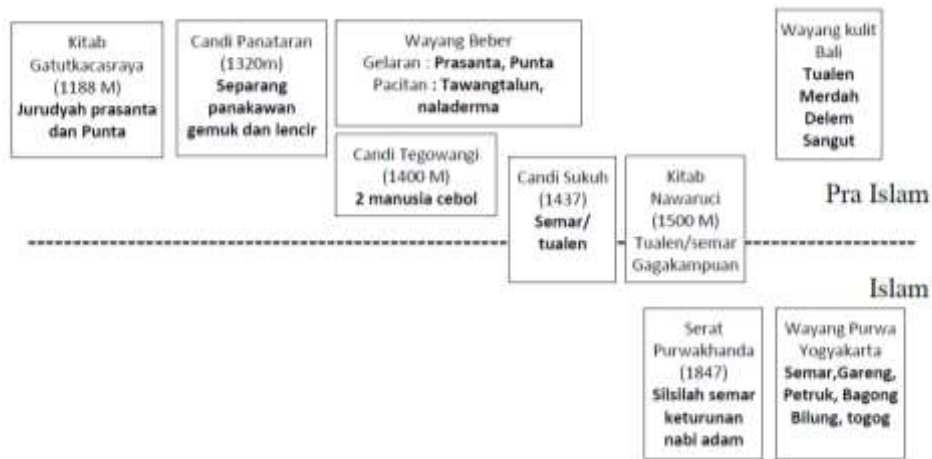 Kitab
Gatutkacasraya
(1188 M)
Jurudyah prasanta
dan Punta
Candi Panataran
(1320m)
Separang
panakawan
gemuk dan lencir
Wayang Beber
Gelaran : Prasanta, Punta
Pacitan : Tawangtalun,
naladerma
Wayang kulit
Bali
Tualen
Merdah
Delem
Sangut
Candi Tegowangi
(1400 M)
2 manusia cebol
Candi Sukuh
(1437)
Semar/
tualen
Kitab
Nawaruci
(1500 M)
Tualen/semar
Gagakampuan
Pra Islam
Islam
Serat
Purwakhanda
(1847)
Silsilah semar
keturunan
nabi adam
Wayang Purwa
Yogyakarta
Semar,Gareng,
Petruk, Bagong
Bilung, togog